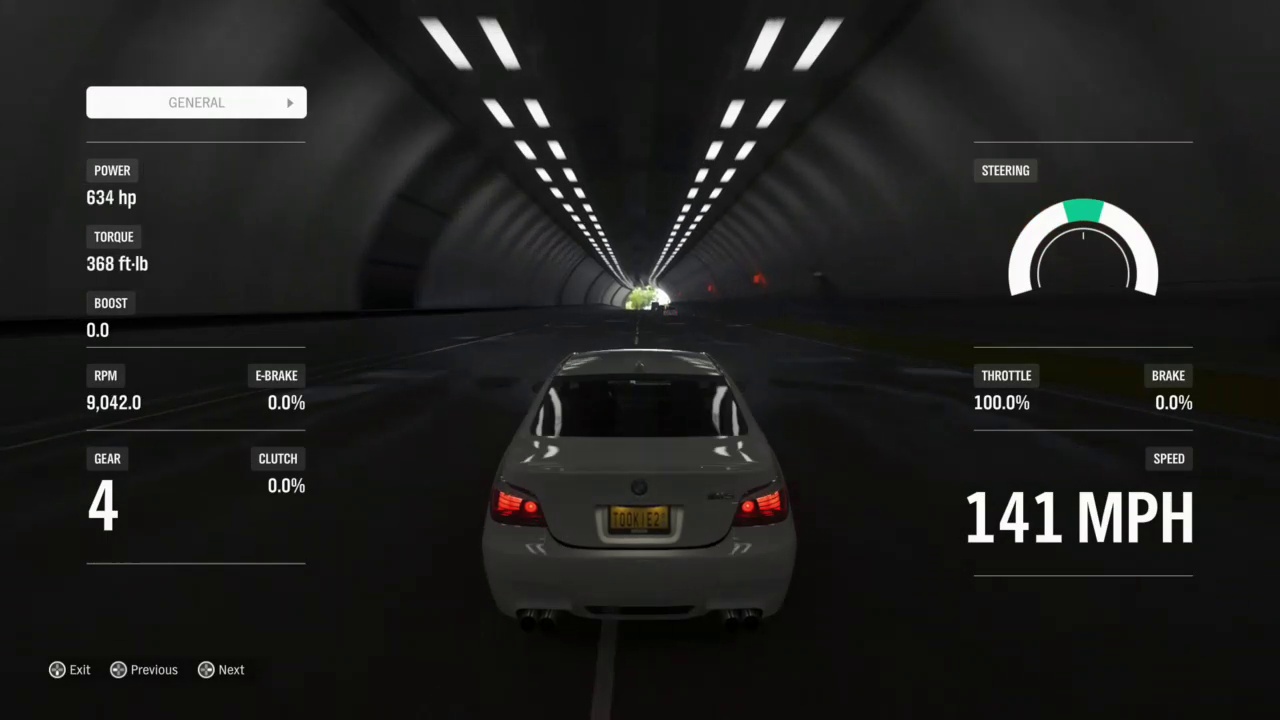 GENERAL
POWER
634 hp
TORQUE
368 ft·lb
BOOST
0.0
RPM
E-BRAKE
9,042.0
0.0%
GEAR
CLUTCH
4
0.0%
STEERING
THROTTLE
BRAKE
100.0%
0.0%
SPEED
141 MPH
TOOKIE2
Exit
Previous
Next